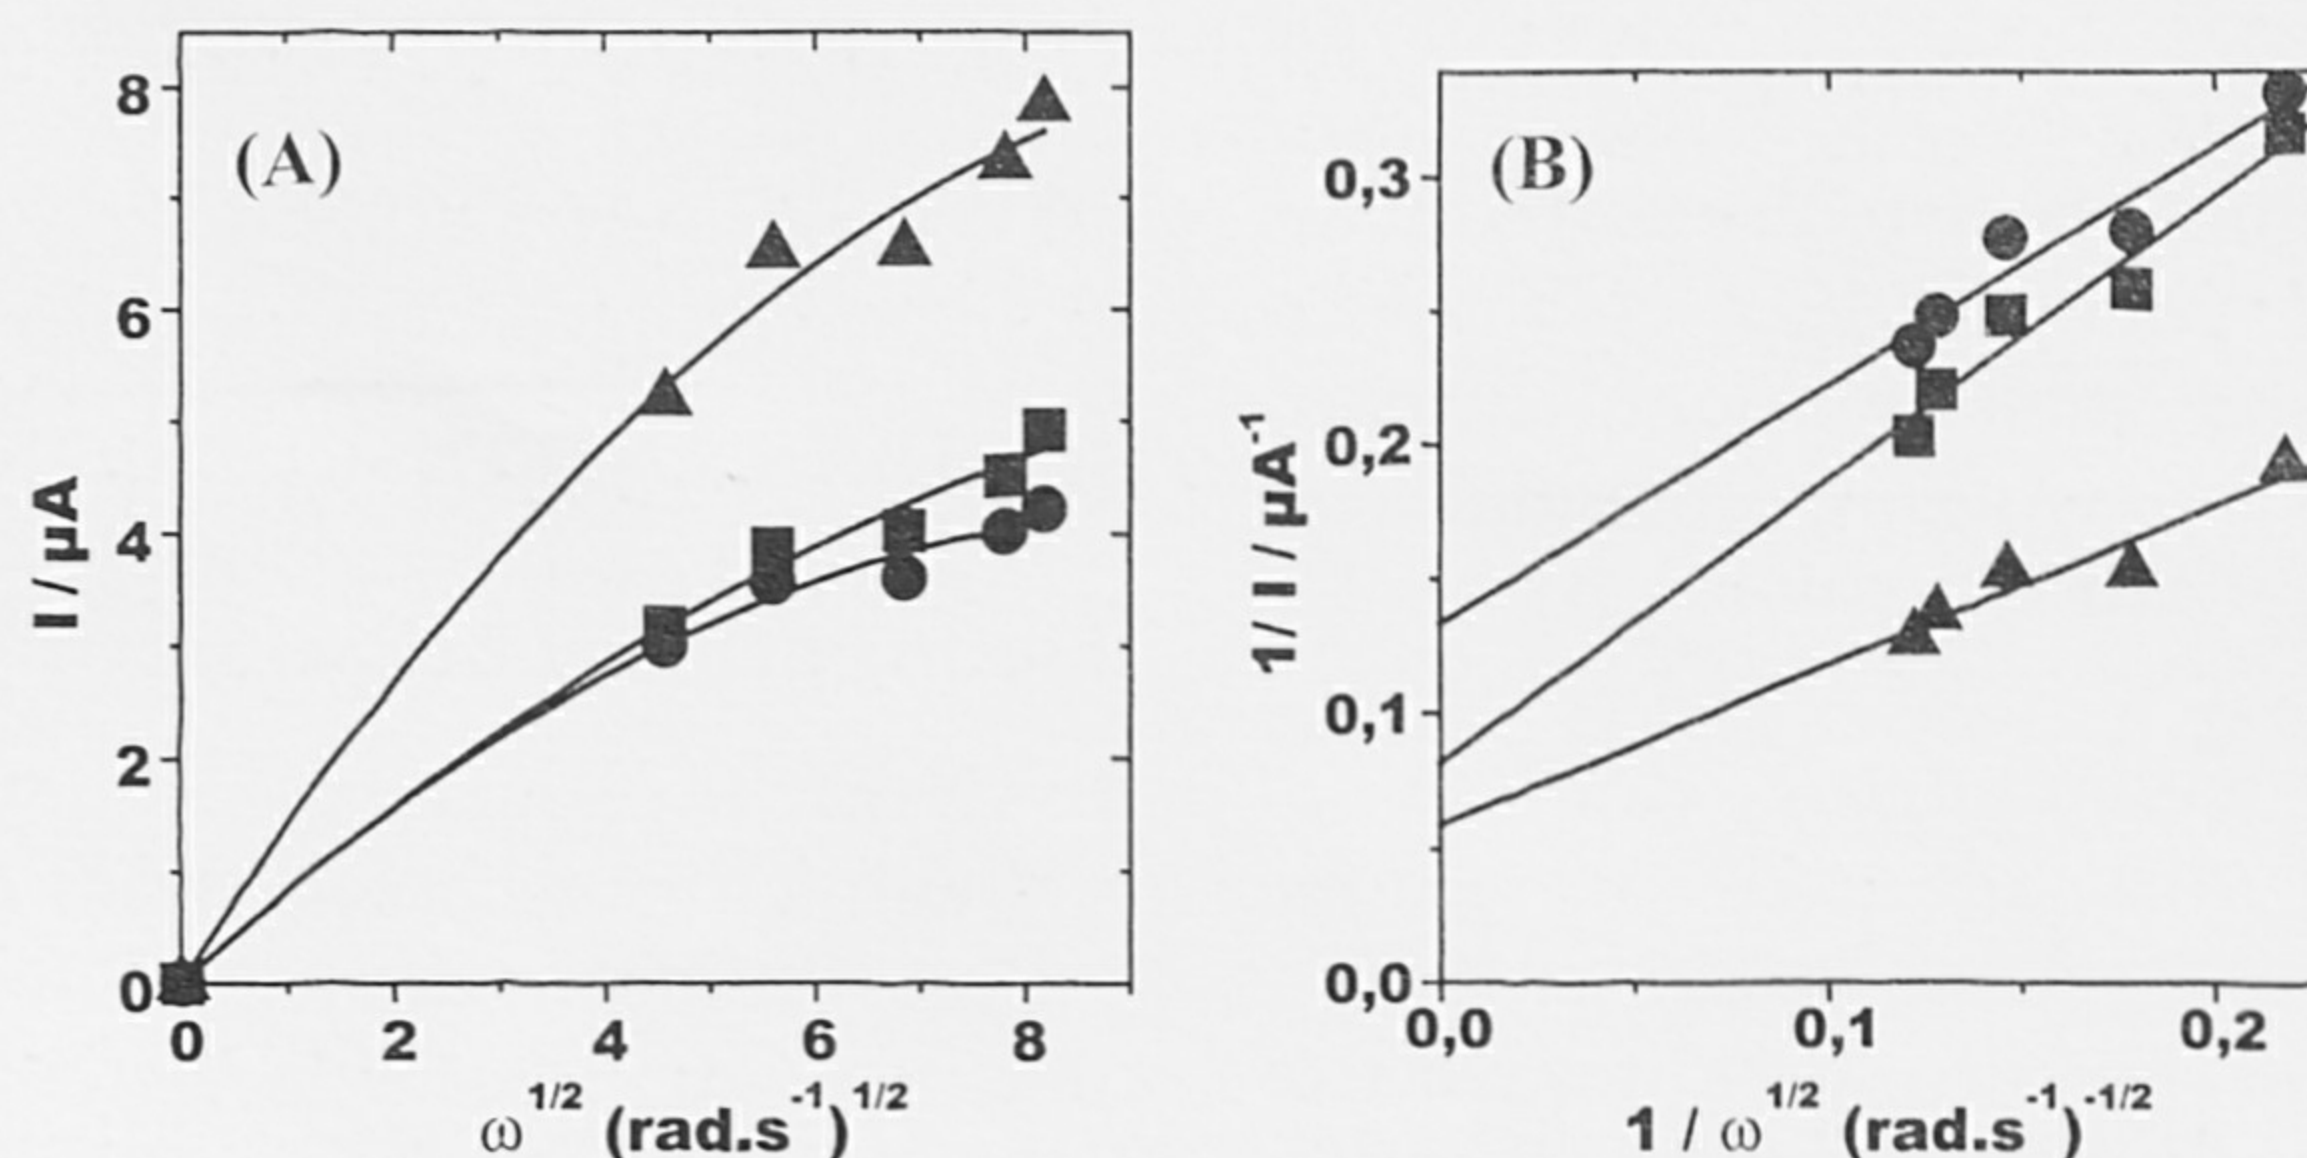 (A)
8
6
4
2
0
I / µA
0 2 4 6 8
ω^1/2 (rad.s^-1)^1/2
(B)
0,3
0,2
0,1
0,0
1/ I / µA^-1
0,0 0,1 0,2
1 / ω^1/2 (rad.s^-1)^-1/2